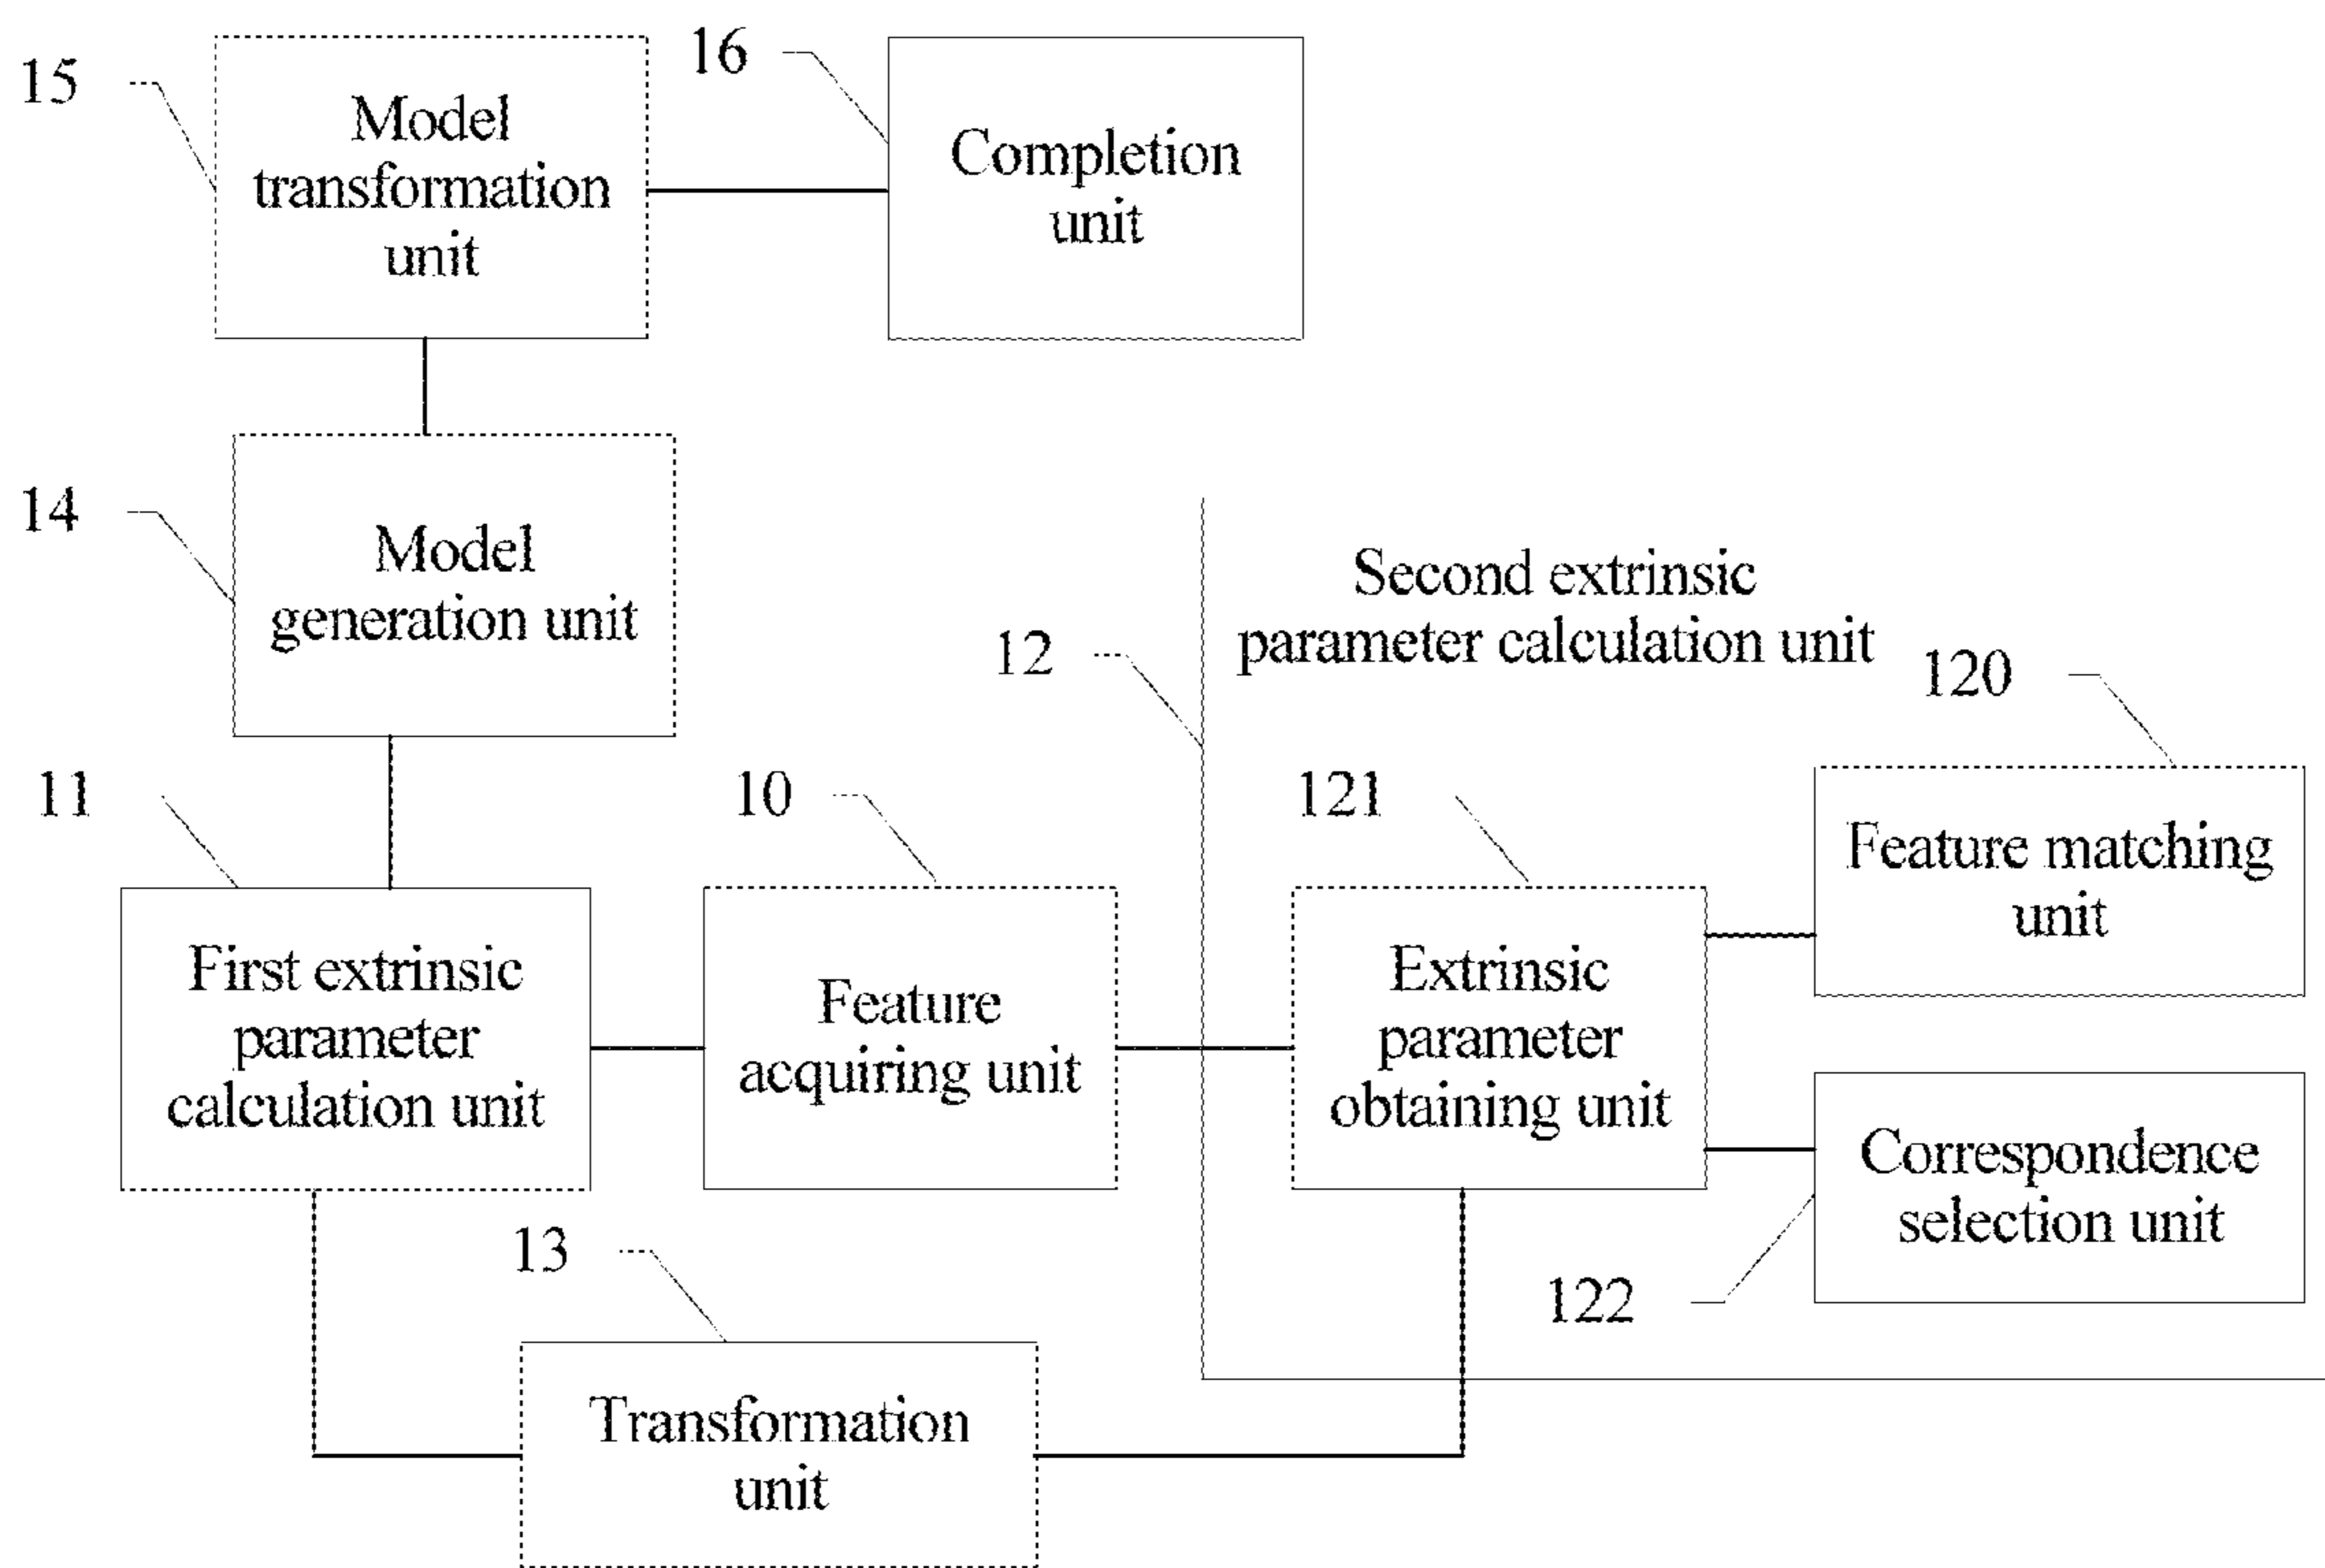 15
Model
transformation
unit
16
Completion
unit
14
Model
generation unit
12
Second extrinsic
parameter calculation unit
120
Feature matching
unit
11
First extrinsic
parameter
calculation unit
10
Feature
acquiring unit
121
Extrinsic
parameter
obtaining unit
122
Correspondence
selection unit
13
Transformation
unit